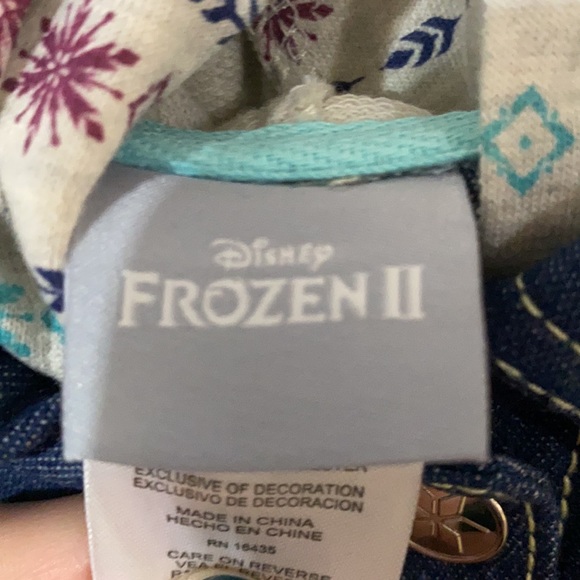 Disney
FROZEN II
EXCLUSIVE OF DECORATION
EXCLUSIVO DE DECORACION
MADE IN CHINA
HECHO EN CHINE
RN 16435
CARE ON REVERSE